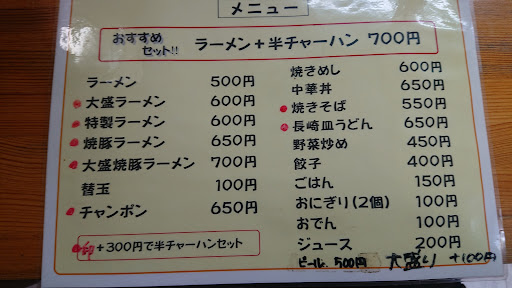 メニュー
おすすめ
セット!! ラーメン+半チャーハン 700円
ラーメン 500円
大盛ラーメン 600円
特製ラーメン 600円
焼豚ラーメン 650円
大盛焼豚ラーメン 700円
替玉 100円
チャンポン 650円
印 +300円で半チャーハンセット
焼きめし 600円
中華丼 650円
焼きそば 550円
長崎皿うどん 650円
野菜炒め 450円
餃子 400円
ごはん 150円
おにぎり(2個) 100円
おでん 100円
ジュース 200円
ビール 500円 大盛り +100円